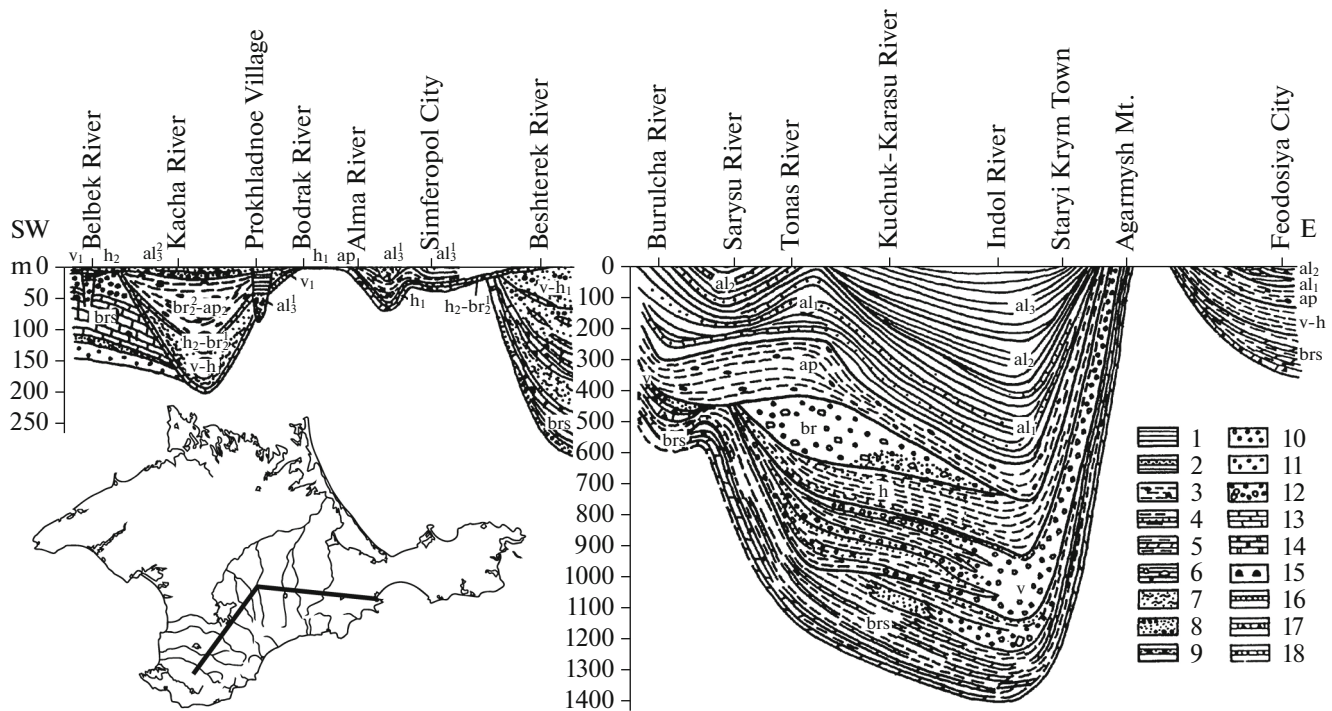 Belbek River
Kacha River
Prokhladnoe Village
Bodrak River
Alma River
Simferopol City
Beshterek River
Burulcha River
Sarysu River
Tonas River
Kuchuk-Karasu River
Indol River
Staryi Krym Town
Agarmysh Mt.
Feodosiya City
SW
E
v₁ h₂ al₃² h₁ ap al₃¹ al₃¹
m 0
50
100
150
200
250
brs
br₂²-ap₂
h₂-br₂¹
v-h
al₃¹
v₁
h₁
h₂-br₂¹
v-h₁
brs
0
100
200
300
400
500
600
700
800
900
1000
1100
1200
1300
1400
al₂
al₁
al₃
al₂
ap
v
al₁
brs
br
h
v
brs
al₂
al₁
ap
v-h
brs
1 10
2 11
3 12
4 13
5 14
6 15
7 16
8 17
9 18